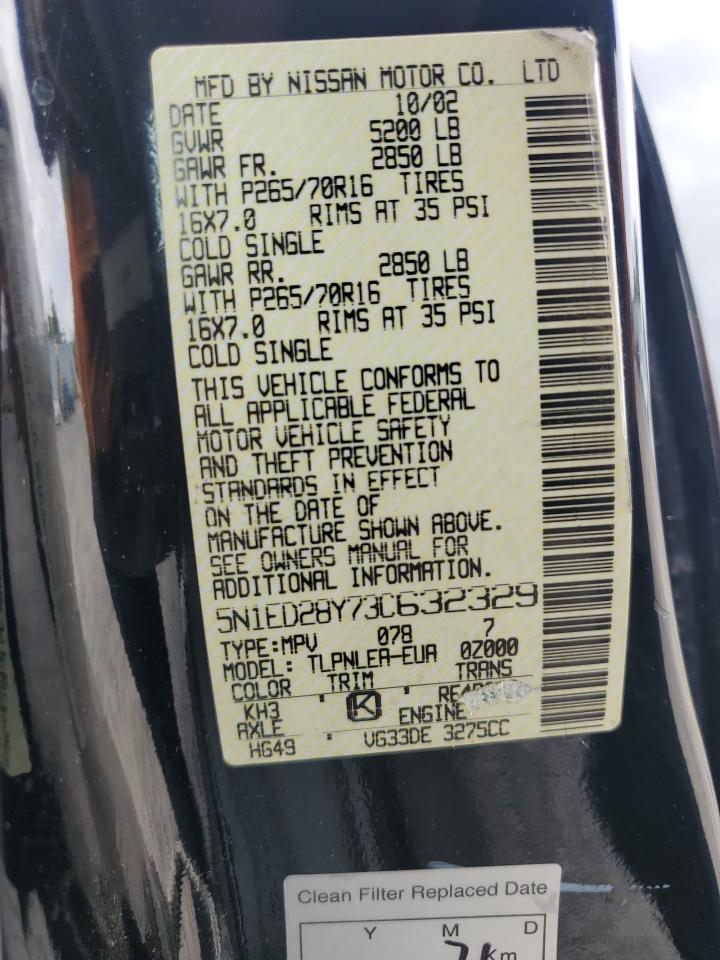 MFD BY NISSAN MOTOR CO. LTD
DATE 10/02
GVWR 5200 LB
GAWR FR. 2850 LB
WITH P265/70R16 TIRES
16X7.0 RIMS AT 35 PSI
COLD SINGLE
GAWR RR. 2850 LB
WITH P265/70R16 TIRES
16X7.0 RIMS AT 35 PSI
COLD SINGLE
THIS VEHICLE CONFORMS TO
ALL APPLICABLE FEDERAL
MOTOR VEHICLE SAFETY
AND THEFT PREVENTION
STANDARDS IN EFFECT
ON THE DATE OF
MANUFACTURE SHOWN ABOVE.
SEE OWNERS MANUAL FOR
ADDITIONAL INFORMATION.
5N1ED28Y73C632329
TYPE:MPV 078 7
MODEL: TLPNLEA-EUA 0Z000
COLOR TRIM TRANS
KH3 K
AXLE ENGINE
HG49 VG33DE 3275CC
Clean Filter Replaced Date
Y M D
Km